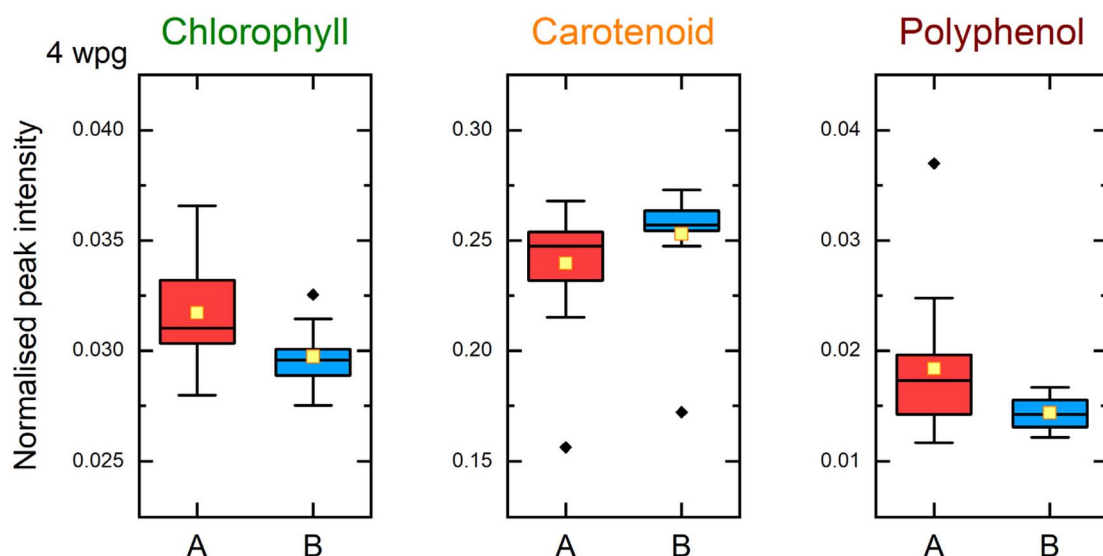 Chlorophyll
Carotenoid
Polyphenol
4 wpg
Normalised peak intensity
0.040
0.035
0.030
0.025
A
B
0.30
0.25
0.20
0.15
A
B
0.04
0.03
0.02
0.01
A
B